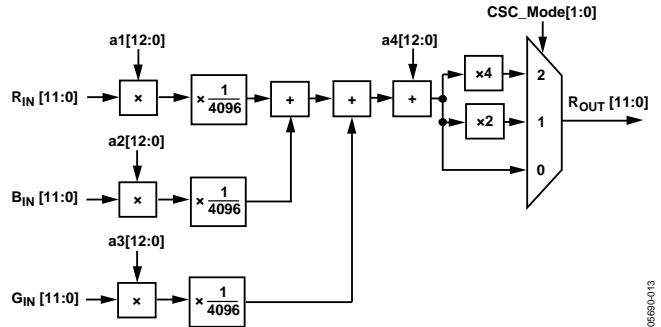 CSC_Mode[1:0]
a1[12:0]
a4[12:0]
R_IN [11:0]
×
× 1/4096
+
+
+
×4
2
×2
1
0
R_OUT [11:0]
a2[12:0]
B_IN [11:0]
×
× 1/4096
a3[12:0]
G_IN [11:0]
×
× 1/4096
05690-013